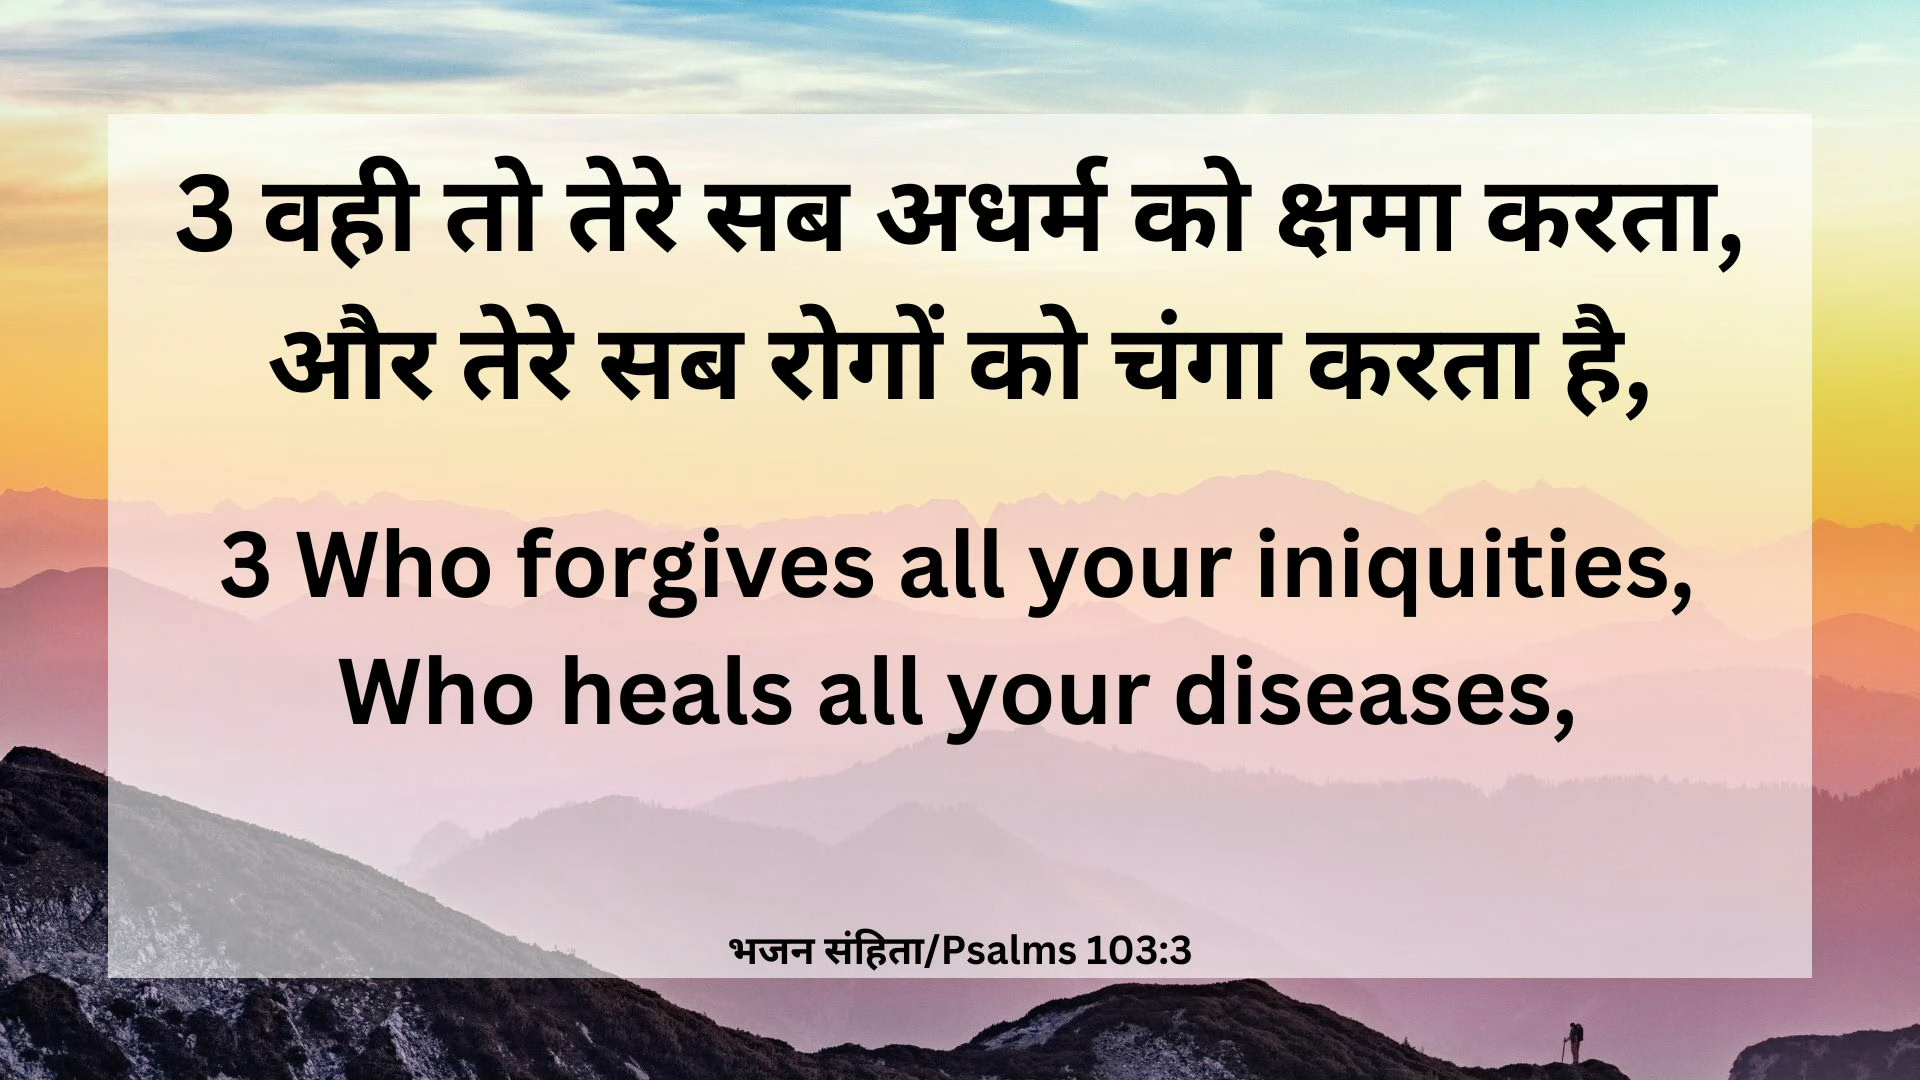 3 वही तो तेरे सब अधर्म को क्षमा करता,
और तेरे सब रोगों को चंगा करता है,
3 Who forgives all your iniquities,
Who heals all your diseases,
भजन संहिता/Psalms 103:3